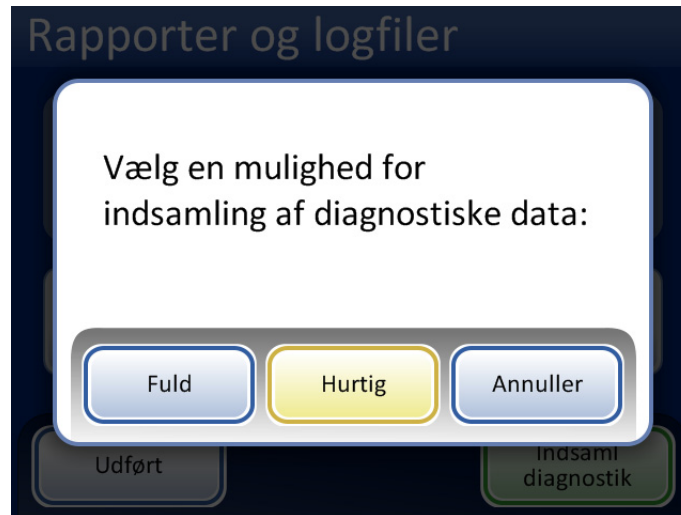 Rapporter og logfiler
Vælg en mulighed for
indsamling af diagnostiske data:
Fuld
Hurtig
Annuller
Udført
Indsaml
diagnostik